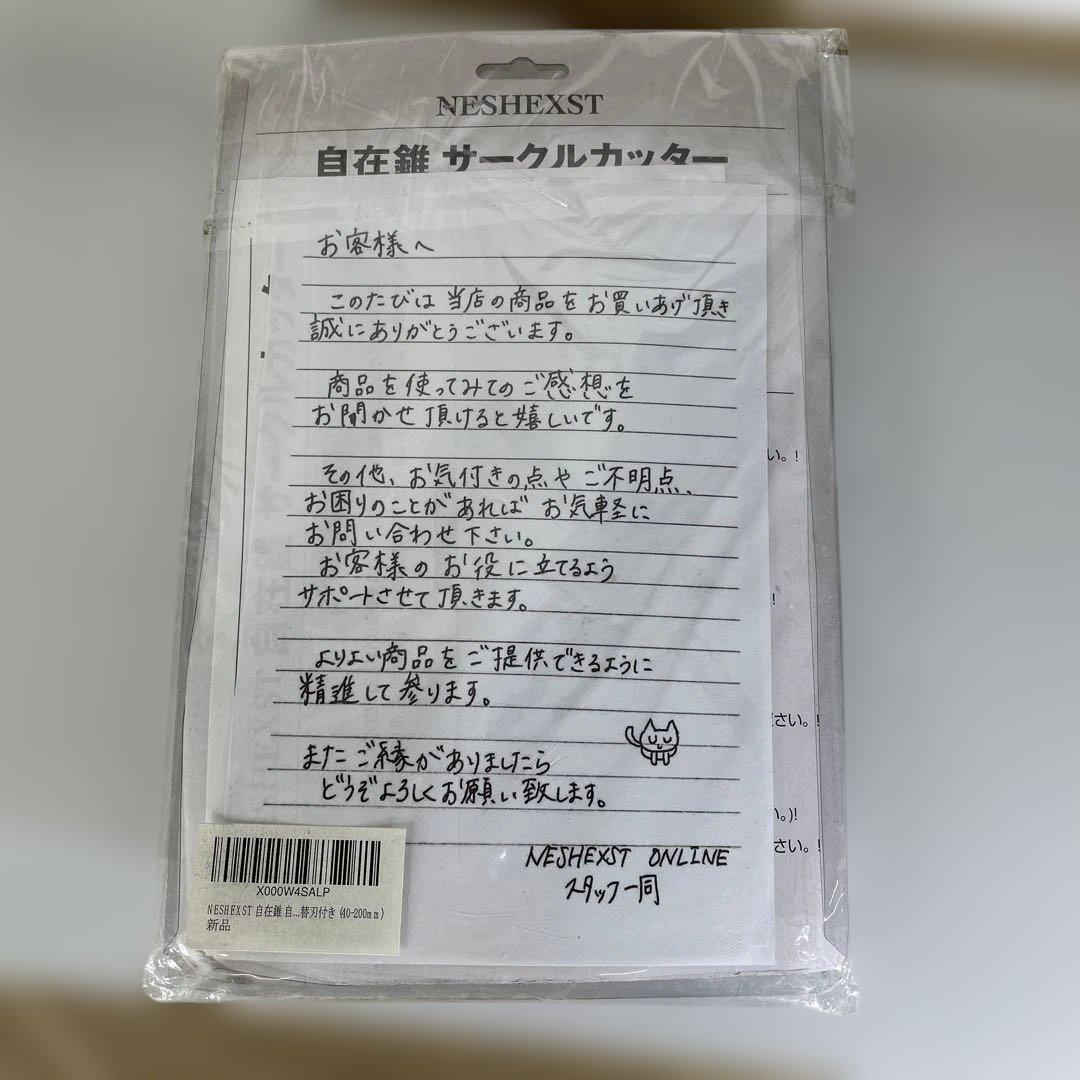 NESHEXST
自在錐 サークルカッター
お客様へ
このたびは当店の商品をお買いあげ頂き
誠にありがとうございます。
商品を使ってみてのご感想を
お聞かせ頂けると嬉しいです。
その他、お気付きの点やご不明点、
お困りのことがあればお気軽に
お問い合わせ下さい。
お客様のお役に立てるよう
サポートさせて頂きます。
よりよい商品をご提供できるように
精進して参ります。
またご縁がありましたら
どうぞよろしくお願い致します。
NESHEXST ONLINE
スタッフ一同
い。!
!
さい。!
い。)!
さい。!
X000W4SALP
NESHEXST 自在錐 自...替刃付き (40-200mm)
新品